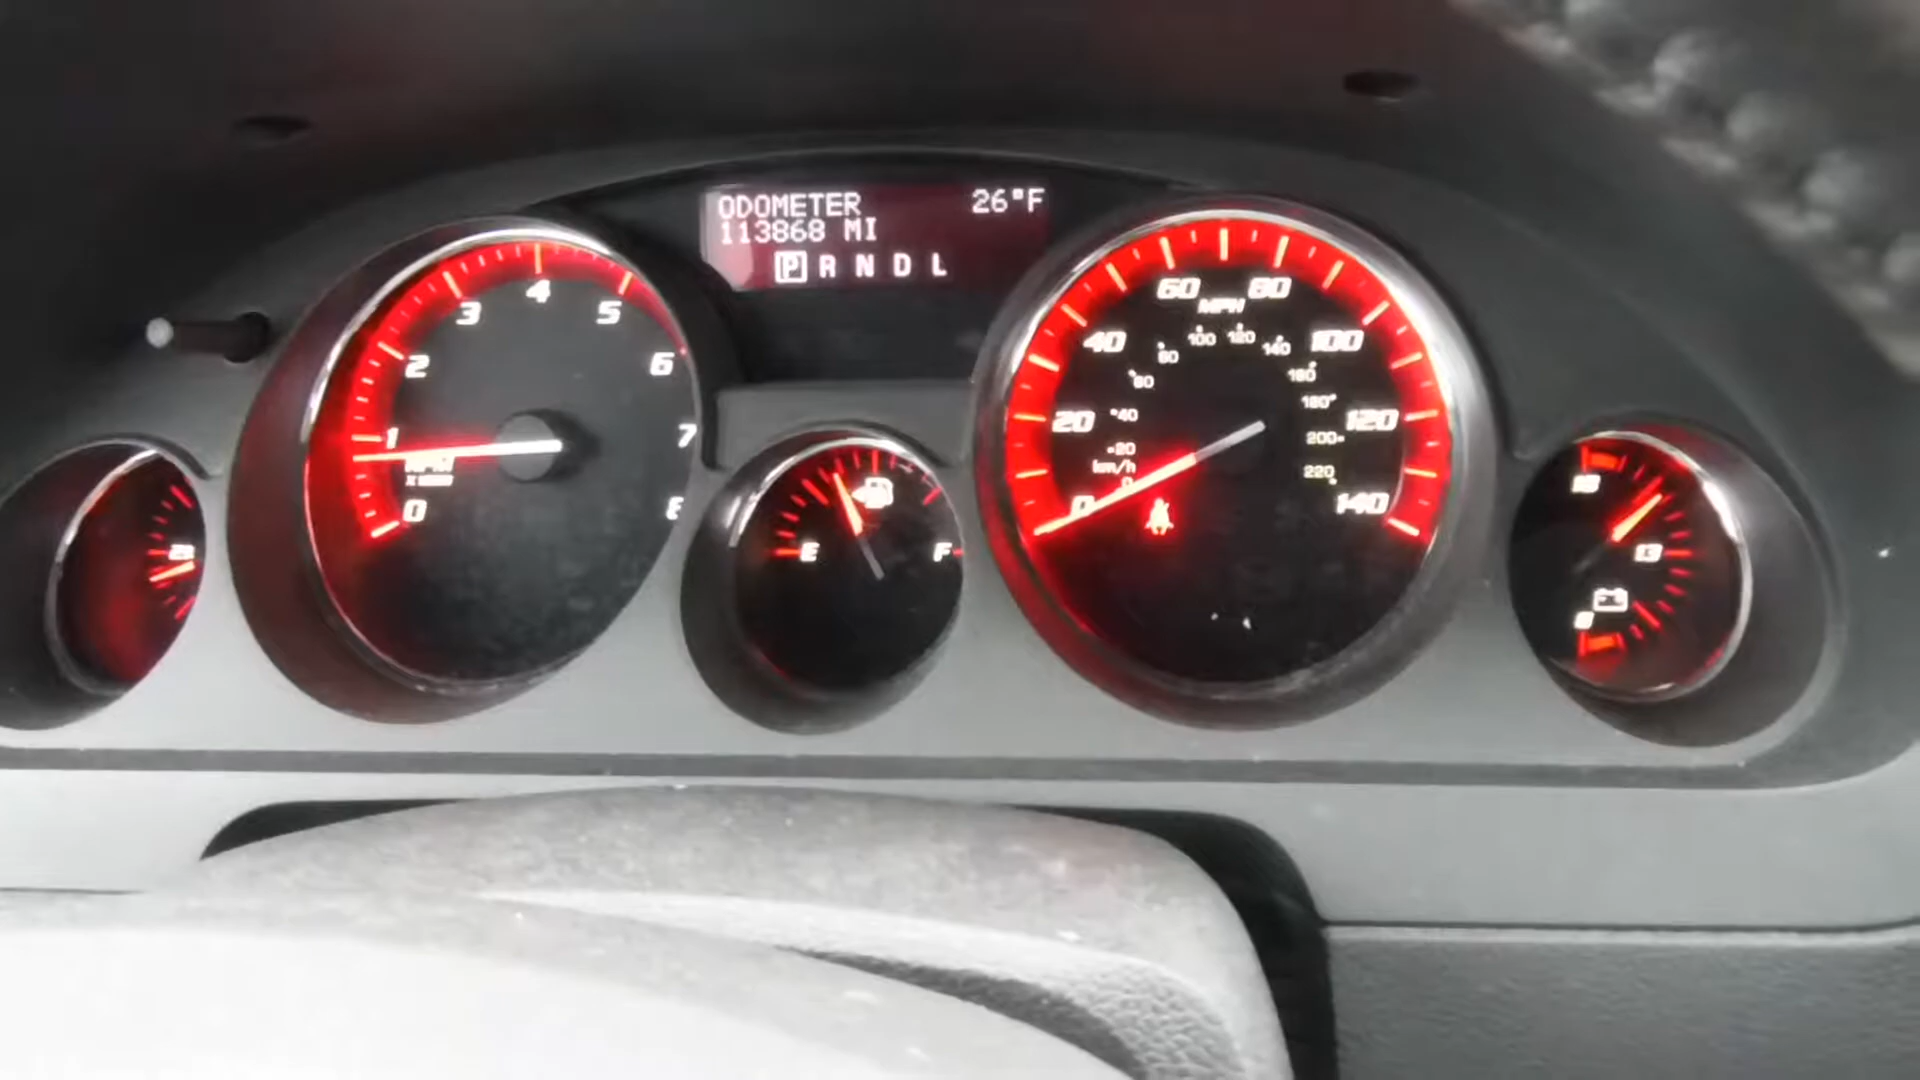 ODOMETER 26°F
113868 MI
P R N D L
0 1 2 3 4 5 6 7 8
RPM
E F
0 20 40 60 80 100 120 140
MPH
km/h
0 20 40 60 80 100 120 140 160 180 200 220